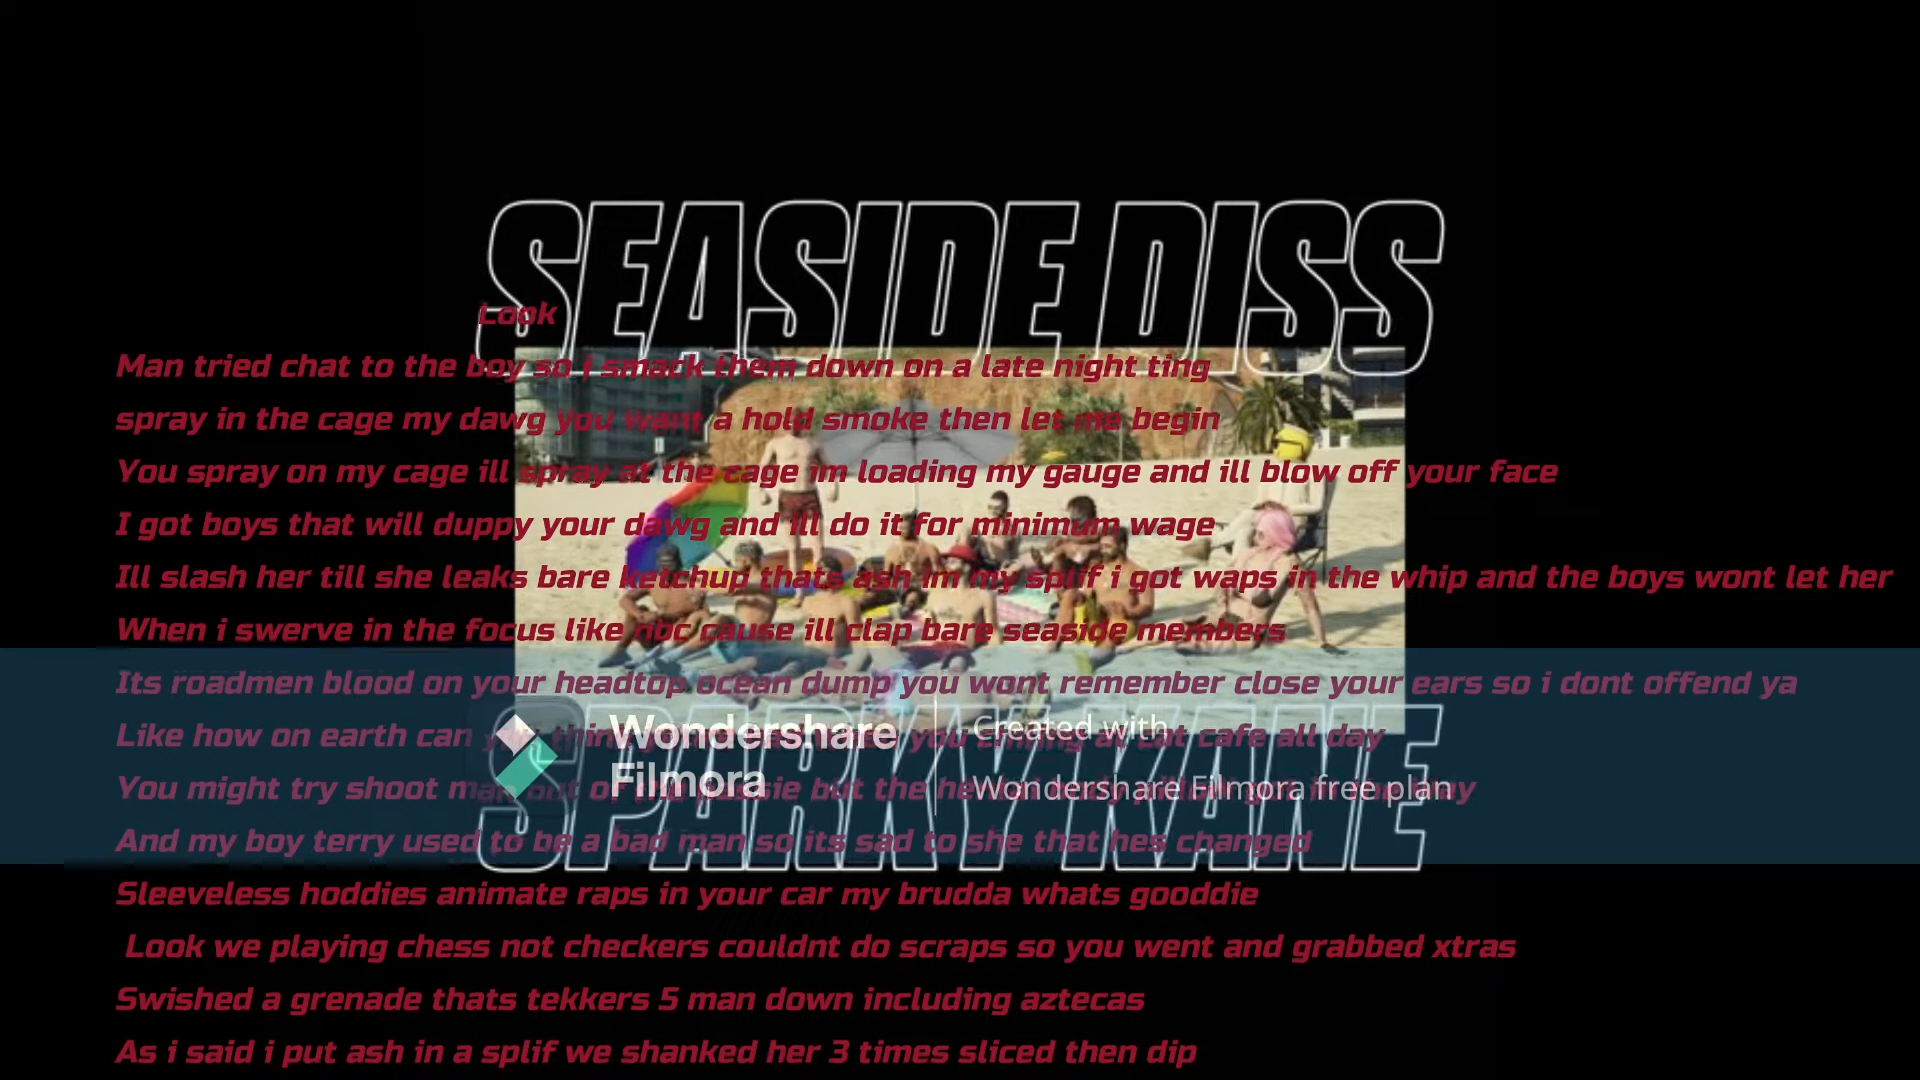 SEASIDE DISS
Look
Man tried chat to the boy so i smack them down on a late night ting
spray in the cage my dawg you want a hold smoke then let me begin
You spray on my cage ill spray at the cage im loading my gauge and ill blow off your face
I got boys that will duppy your dawg and ill do it for minimum wage
Ill slash her till she leaks bare ketchup thats ash im my splif i got waps in the whip and the boys wont let her
When i swerve in the focus like nbc cause ill clap bare seaside members
Its roadmen blood on your headtop ocean dump you wont remember close your ears so i dont offend ya
Like how on earth can you you at cat cafe all day
Wondershare
Filmora
Created with
Wondershare Filmora free plan
You might try shoot man out of but the
And my boy terry used to be a bad man so its sad to she that hes changed
SPARKY KANE
Sleeveless hoddies animate raps in your car my brudda whats gooddie
Look we playing chess not checkers couldnt do scraps so you went and grabbed xtras
Swished a grenade thats tekkers 5 man down including aztecas
As i said i put ash in a splif we shanked her 3 times sliced then dip